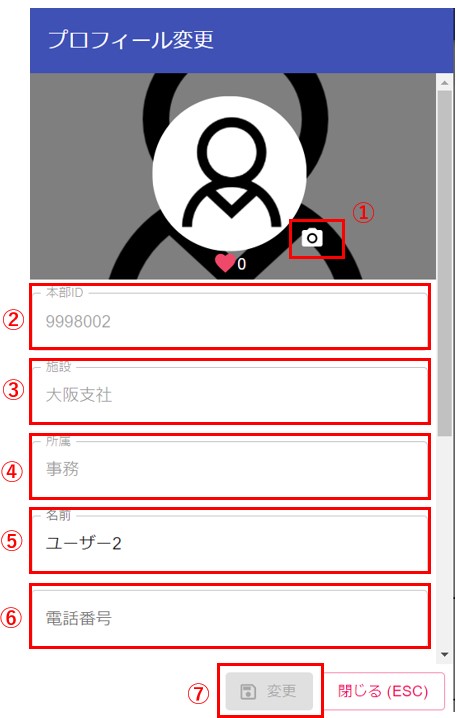 プロフィール変更
①
0
② 本部ID
9998002
③ 施設
大阪支社
④ 所属
事務
⑤ 名前
ユーザー2
⑥ 電話番号
⑦ 変更 閉じる (ESC)